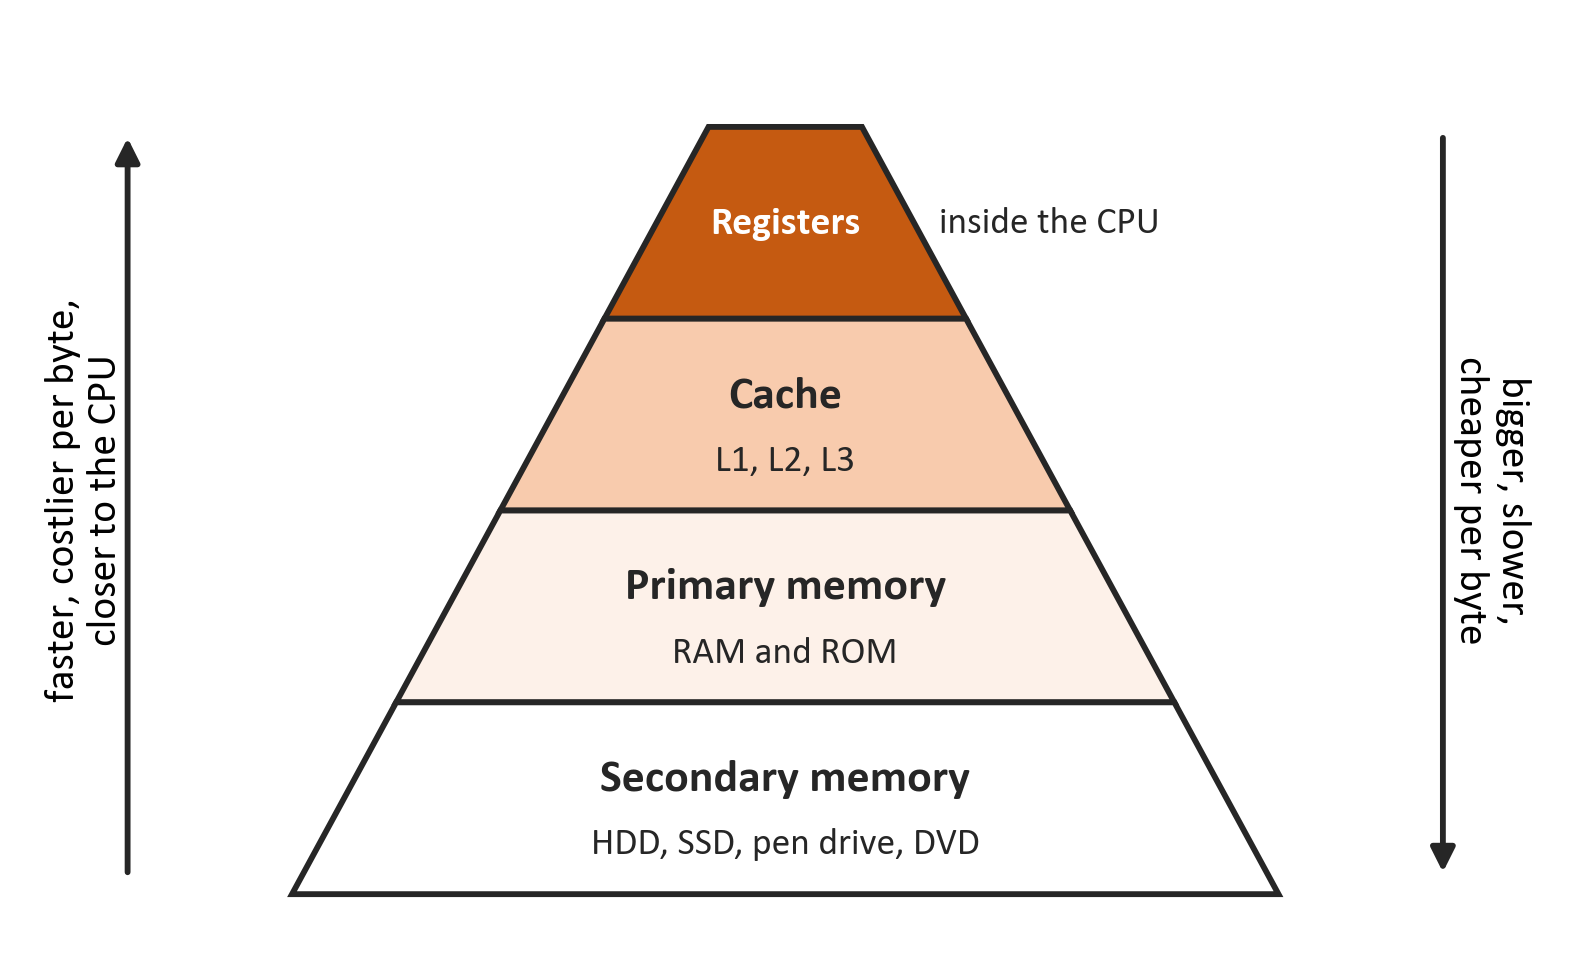 Registers
inside the CPU
Cache
L1, L2, L3
Primary memory
RAM and ROM
Secondary memory
HDD, SSD, pen drive, DVD
faster, costlier per byte,
closer to the CPU
bigger, slower,
cheaper per byte